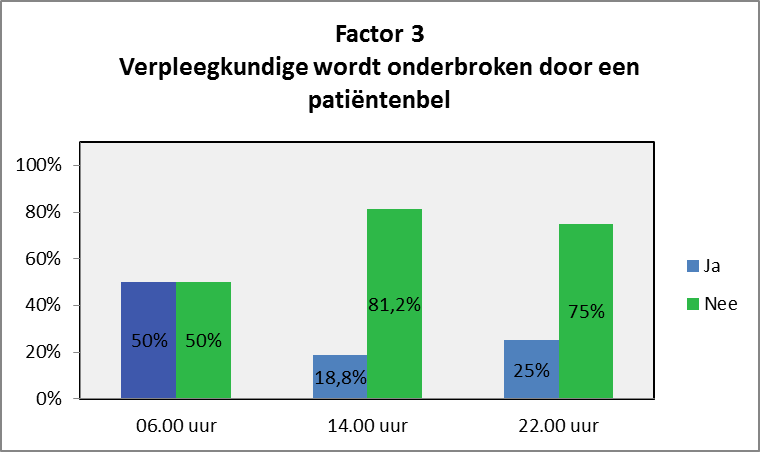 Factor 3
Verpleegkundige wordt onderbroken door een
patiëntenbel
100%
80%
60%
40%
20%
0%
50%
50%
18,8%
81,2%
25%
75%
06.00 uur
14.00 uur
22.00 uur
Ja
Nee